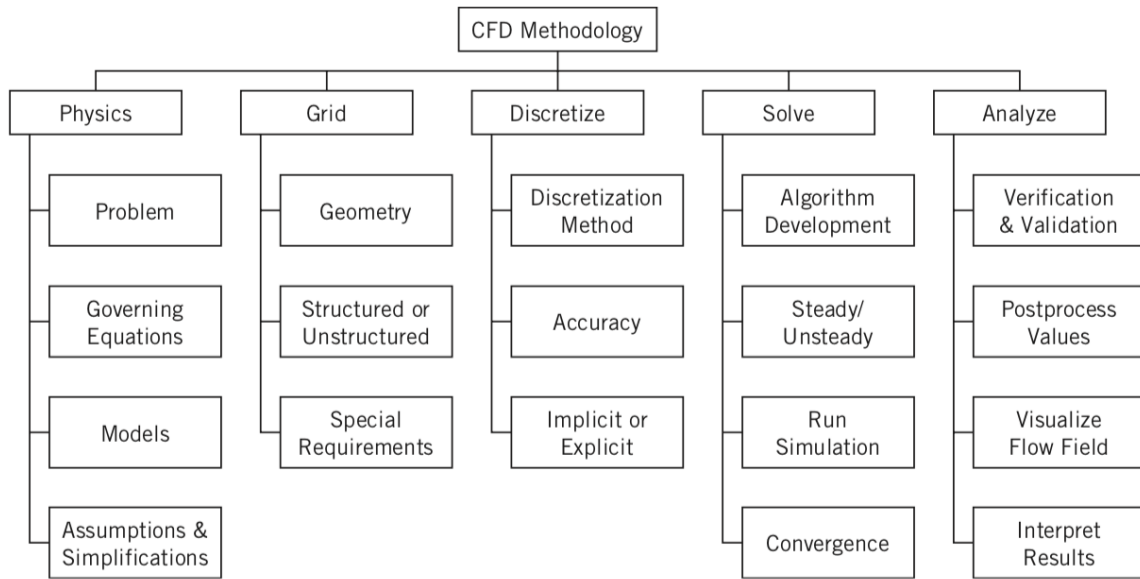 CFD Methodology
Physics
Grid
Discretize
Solve
Analyze
Problem
Governing
Equations
Models
Assumptions &
Simplifications
Geometry
Structured or
Unstructured
Special
Requirements
Discretization
Method
Accuracy
Implicit or
Explicit
Algorithm
Development
Steady/
Unsteady
Run
Simulation
Convergence
Verification
& Validation
Postprocess
Values
Visualize
Flow Field
Interpret
Results